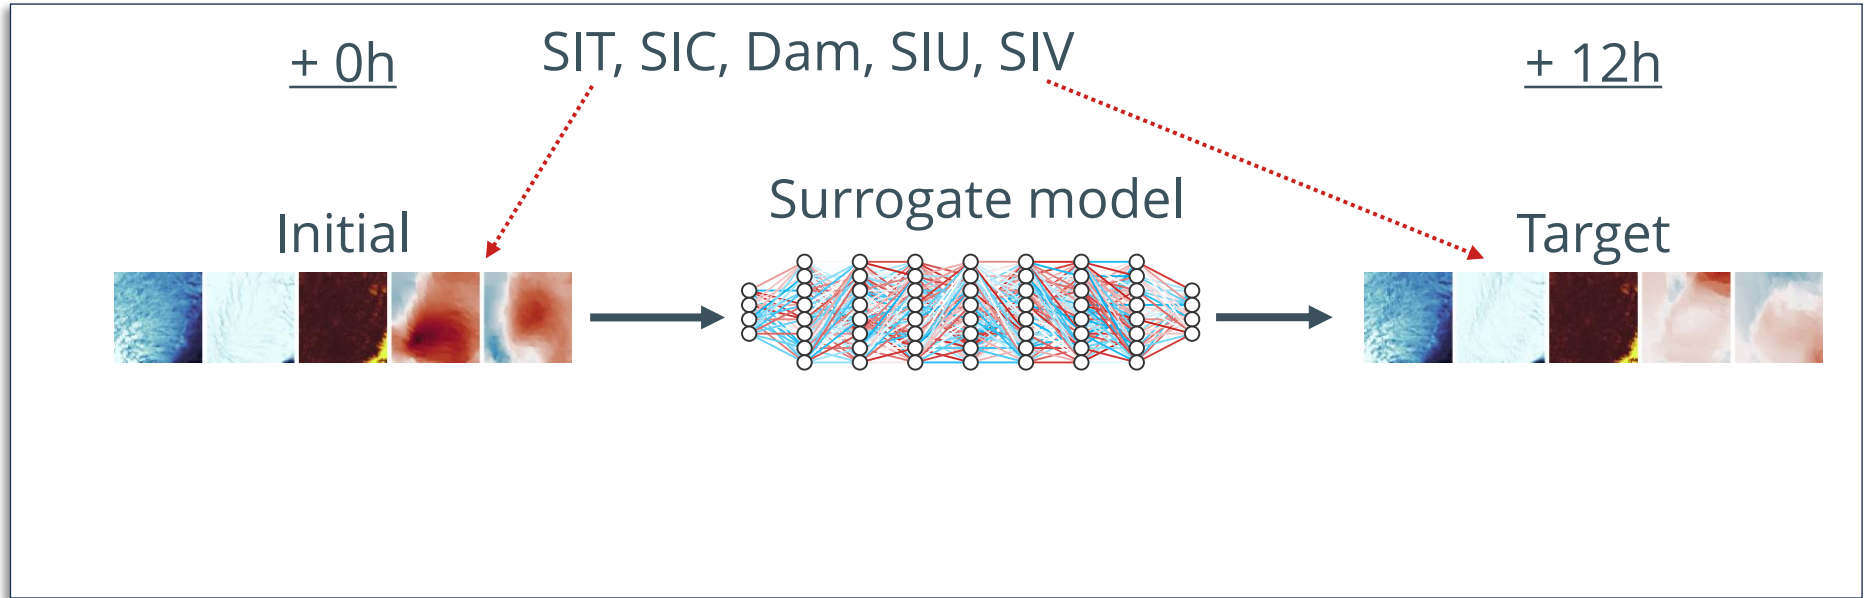 + 0h
SIT, SIC, Dam, SIU, SIV
+ 12h
Initial
Surrogate model
Target